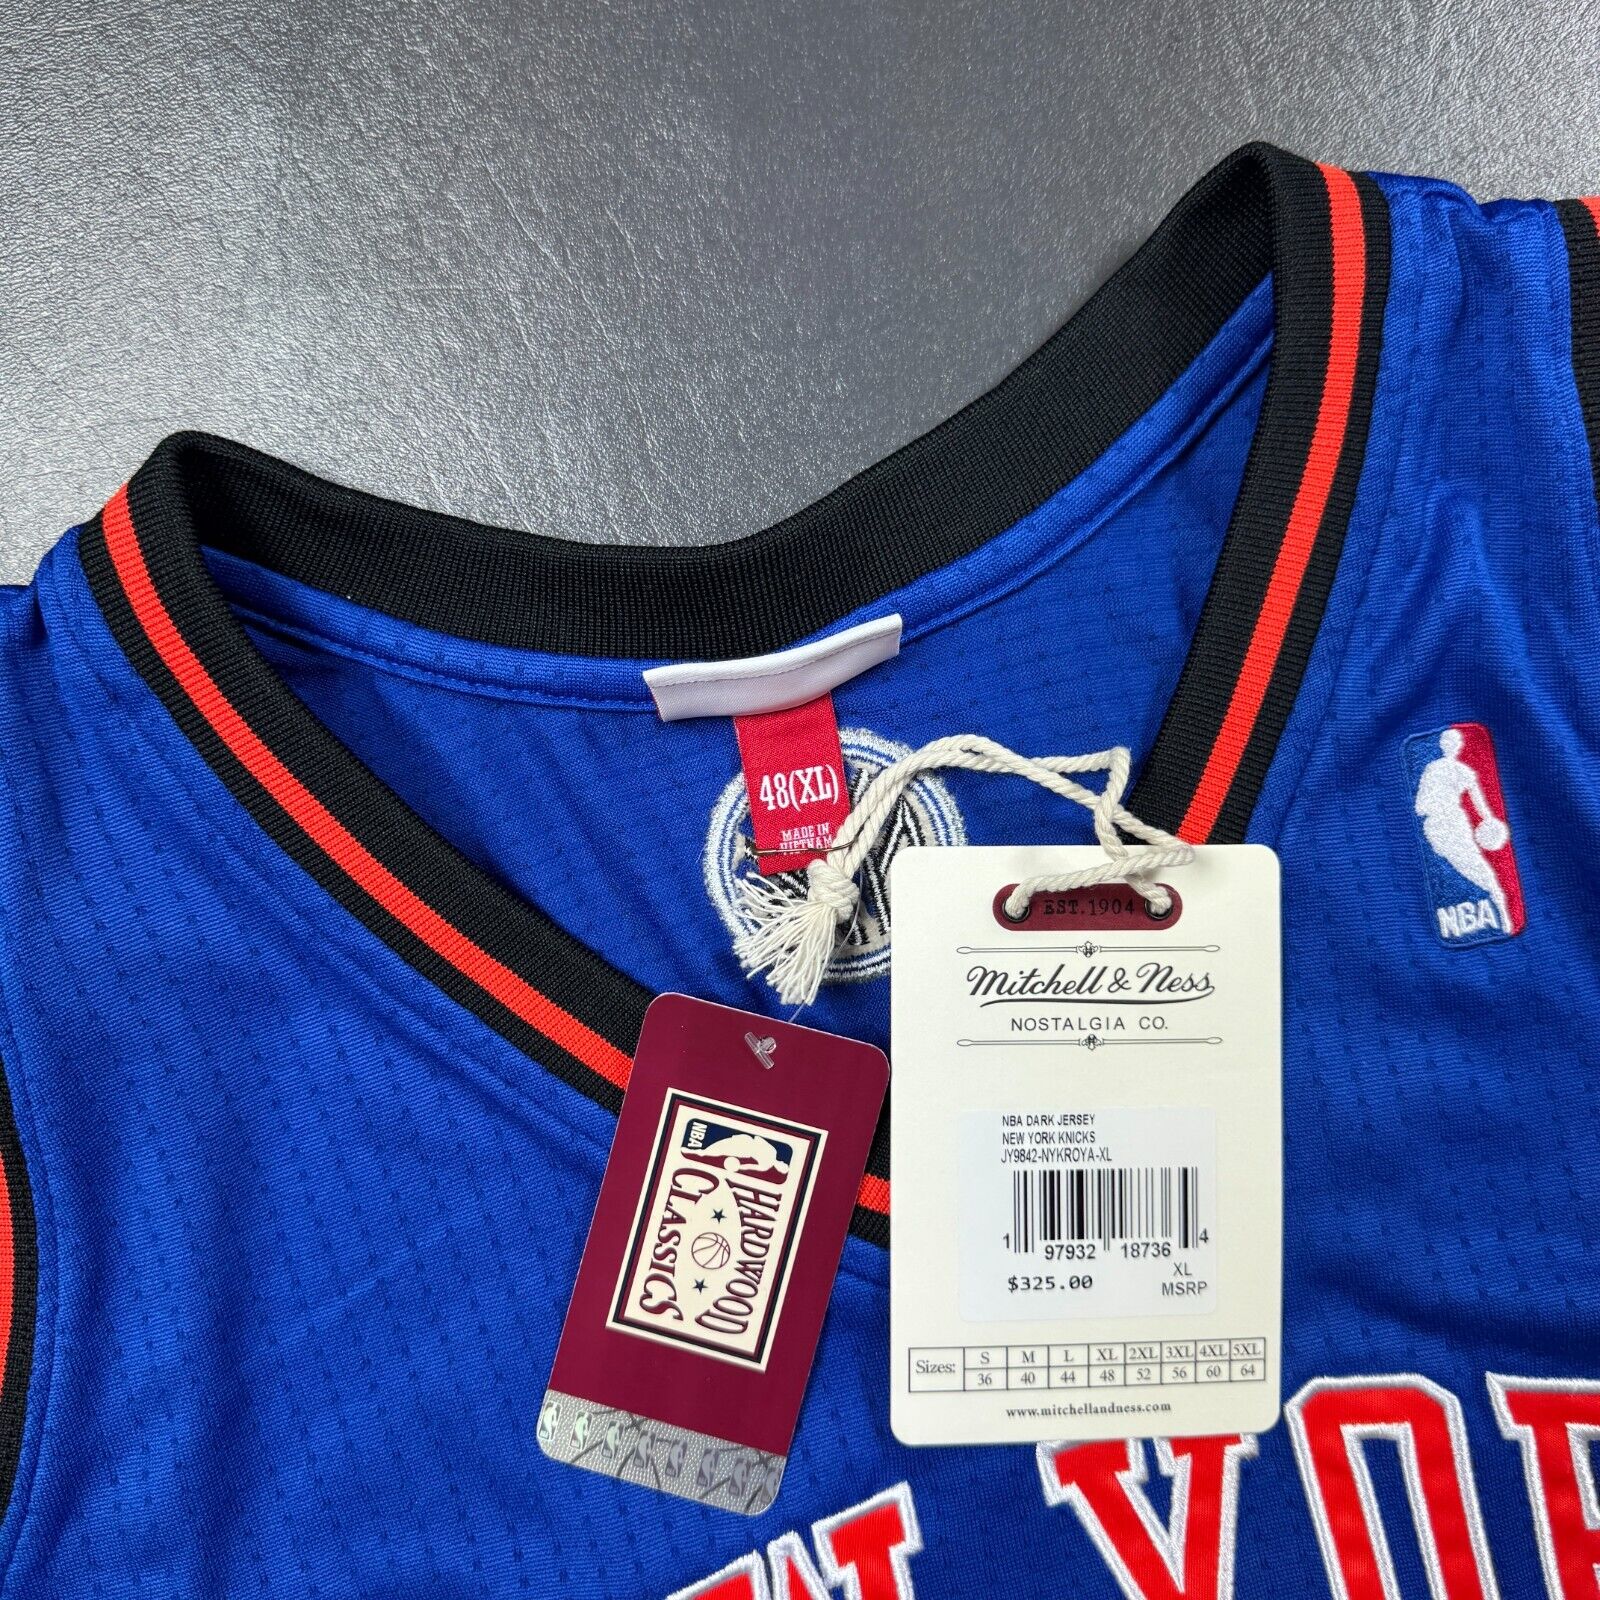 48(XL)
MADE IN
VIETNAM
EST.1904
Mitchell & Ness
NOSTALGIA CO.
NBA DARK JERSEY
NEW YORK KNICKS
JY9842-NYKROYA-XL
1 97932 18736 4
XL
$325.00 MSRP
Sizes: S M L XL 2XL 3XL 4XL 5XL
36 40 44 48 52 56 60 64
www.mitchellandness.com
NBA
HARDWOOD
CLASSICS
NBA